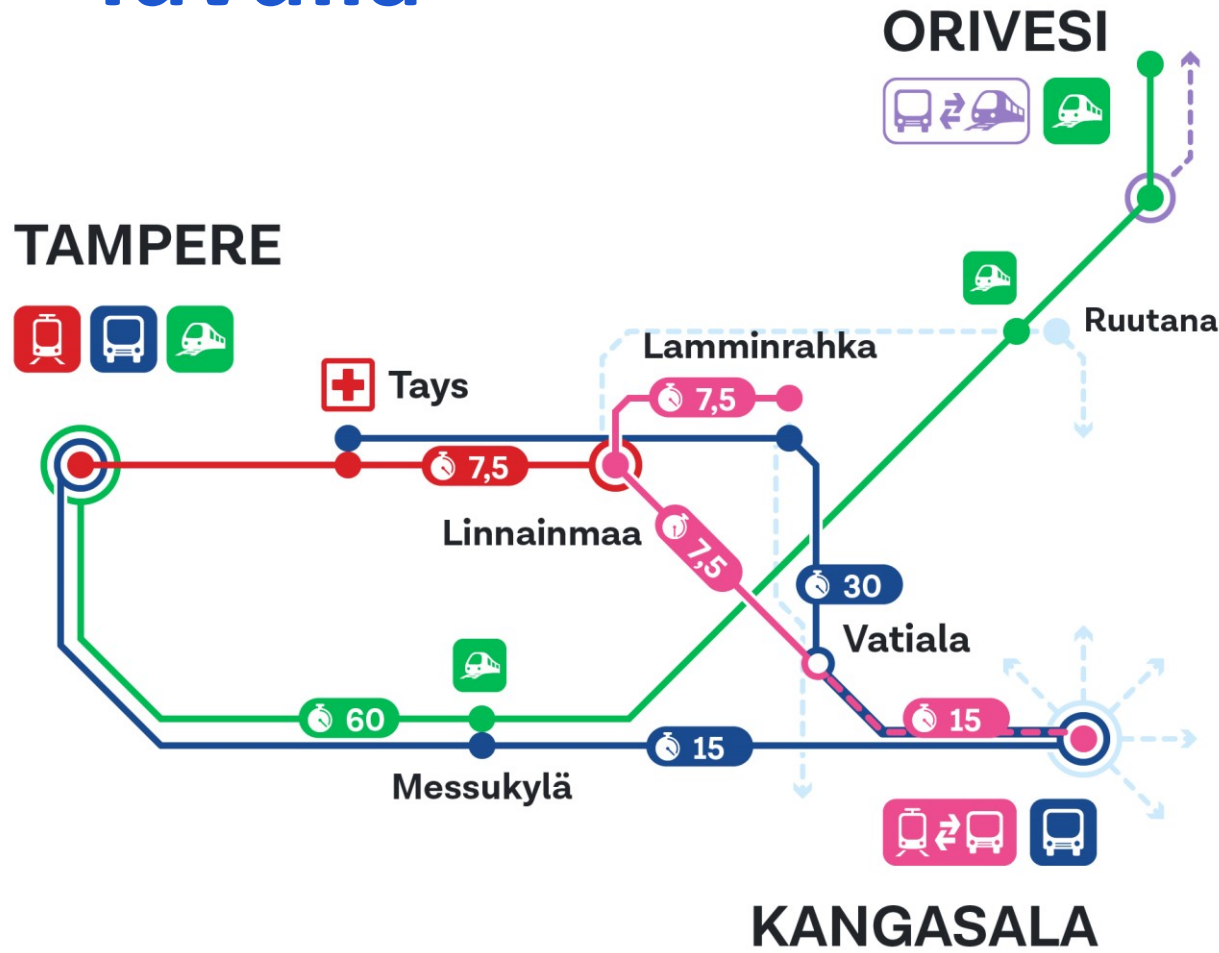 ORIVESI
TAMPERE
Ruutana
Lamminrahka
Tays
7,5
7,5
Linnainmaa
7,5
30
Vatiala
60
15
15
Messukylä
KANGASALA